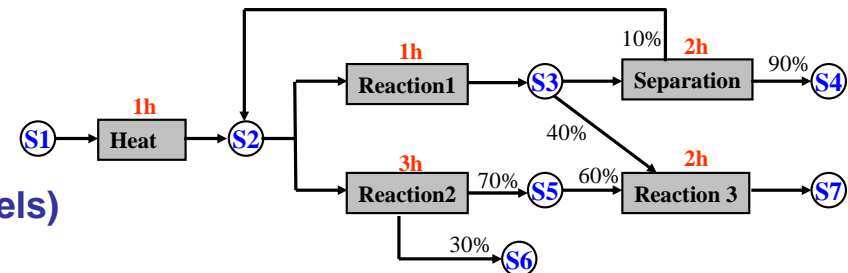 10%
2h
1h
Reaction1
S3
Separation
90%
S4
1h
S1
Heat
S2
40%
3h
2h
Reaction2
70%
S5
60%
Reaction 3
S7
els)
30%
S6